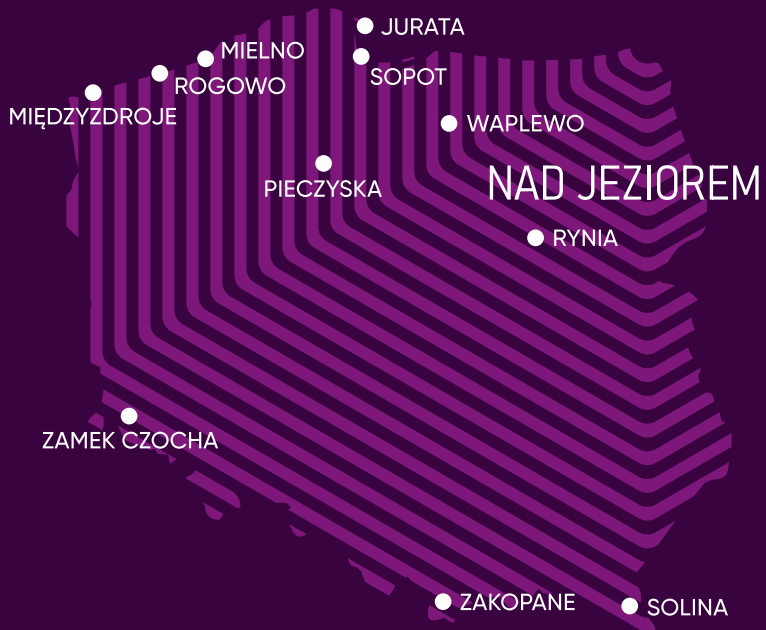 JURATA
MIELNO
SOPOT
ROGOWO
MIĘDZYZDROJE
WAPLEWO
PIECZYSKA
NAD JEZIOREM
RYNIA
ZAMEK CZOCHA
ZAKOPANE
SOLINA